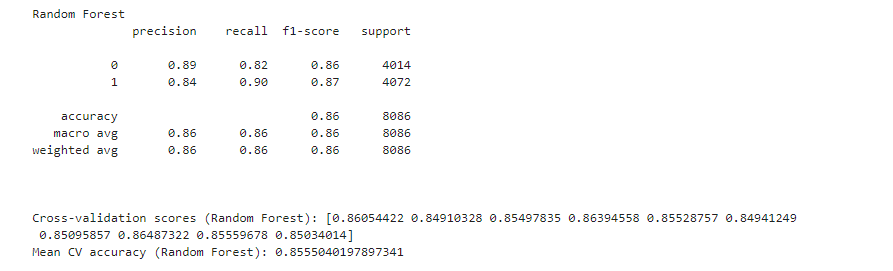 Random Forest
precision recall f1-score support
0 0.89 0.82 0.86 4014
1 0.84 0.90 0.87 4072
accuracy 0.86 8086
macro avg 0.86 0.86 0.86 8086
weighted avg 0.86 0.86 0.86 8086
Cross-validation scores (Random Forest): [0.86054422 0.84910328 0.85497835 0.86394558 0.85528757 0.84941249
0.85095857 0.86487322 0.85559678 0.85034014]
Mean CV accuracy (Random Forest): 0.8555040197897341